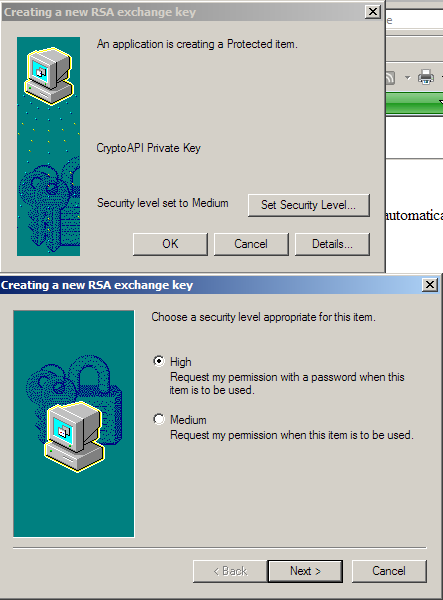 Creating a new RSA exchange key
An application is creating a Protected item.
CryptoAPI Private Key
automatica
Security level set to Medium
Set Security Level...
OK
Cancel
Details...
Creating a new RSA exchange key
Choose a security level appropriate for this item.
High
Request my permission with a password when this
item is to be used.
Medium
Request my permission when this item is to be used.
< Back
Next >
Cancel